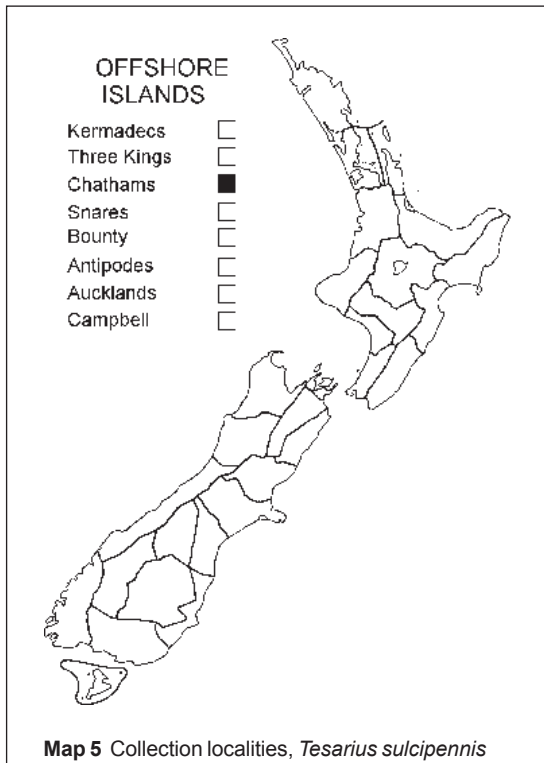 OFFSHORE
ISLANDS
Kermadecs
Three Kings
Chathams
Snares
Bounty
Antipodes
Aucklands
Campbell
Map 5 Collection localities, Tesarius sulcipennis